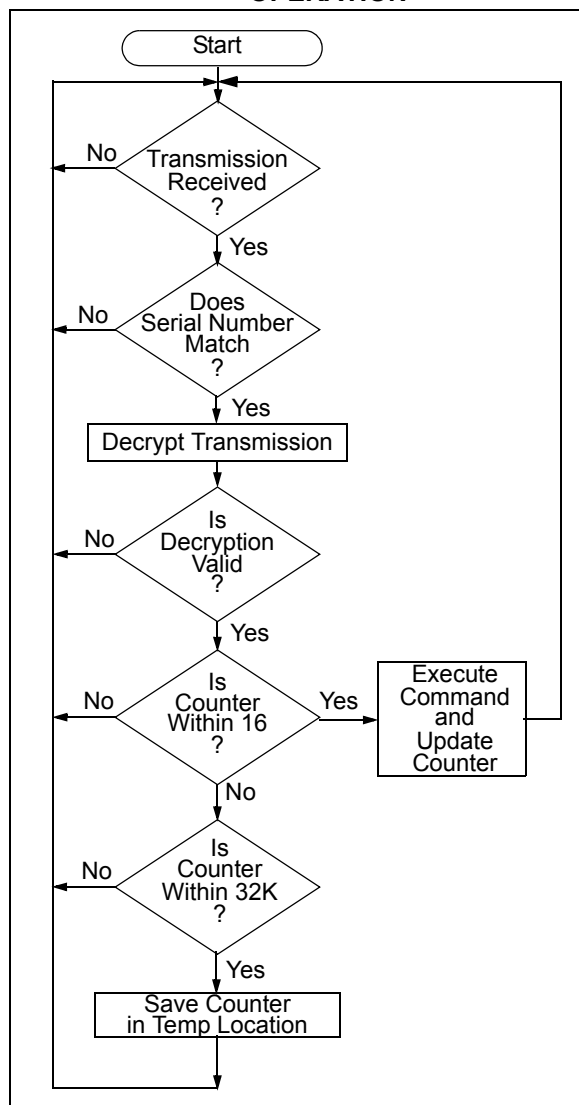 OPERATION
Start
No
Transmission
Received
?
Yes
No
Does
Serial Number
Match
?
Yes
Decrypt Transmission
No
Is
Decryption
Valid
?
Yes
No
Is
Counter
Within 16
?
Yes
Execute
Command
and
Update
Counter
No
No
Is
Counter
Within 32K
?
Yes
Save Counter
in Temp Location